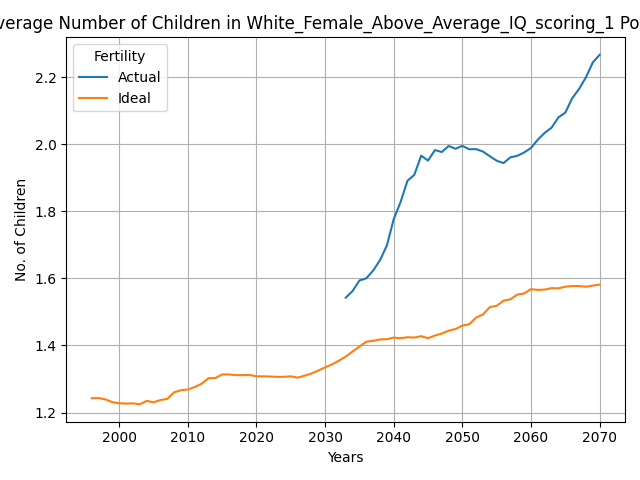 verage Number of Children in White_Female_Above_Average_IQ_scoring_1 Po
Fertility
Actual
Ideal
2.2
2.0
1.8
1.6
1.4
1.2
No. of Children
2000 2010 2020 2030 2040 2050 2060 2070
Years